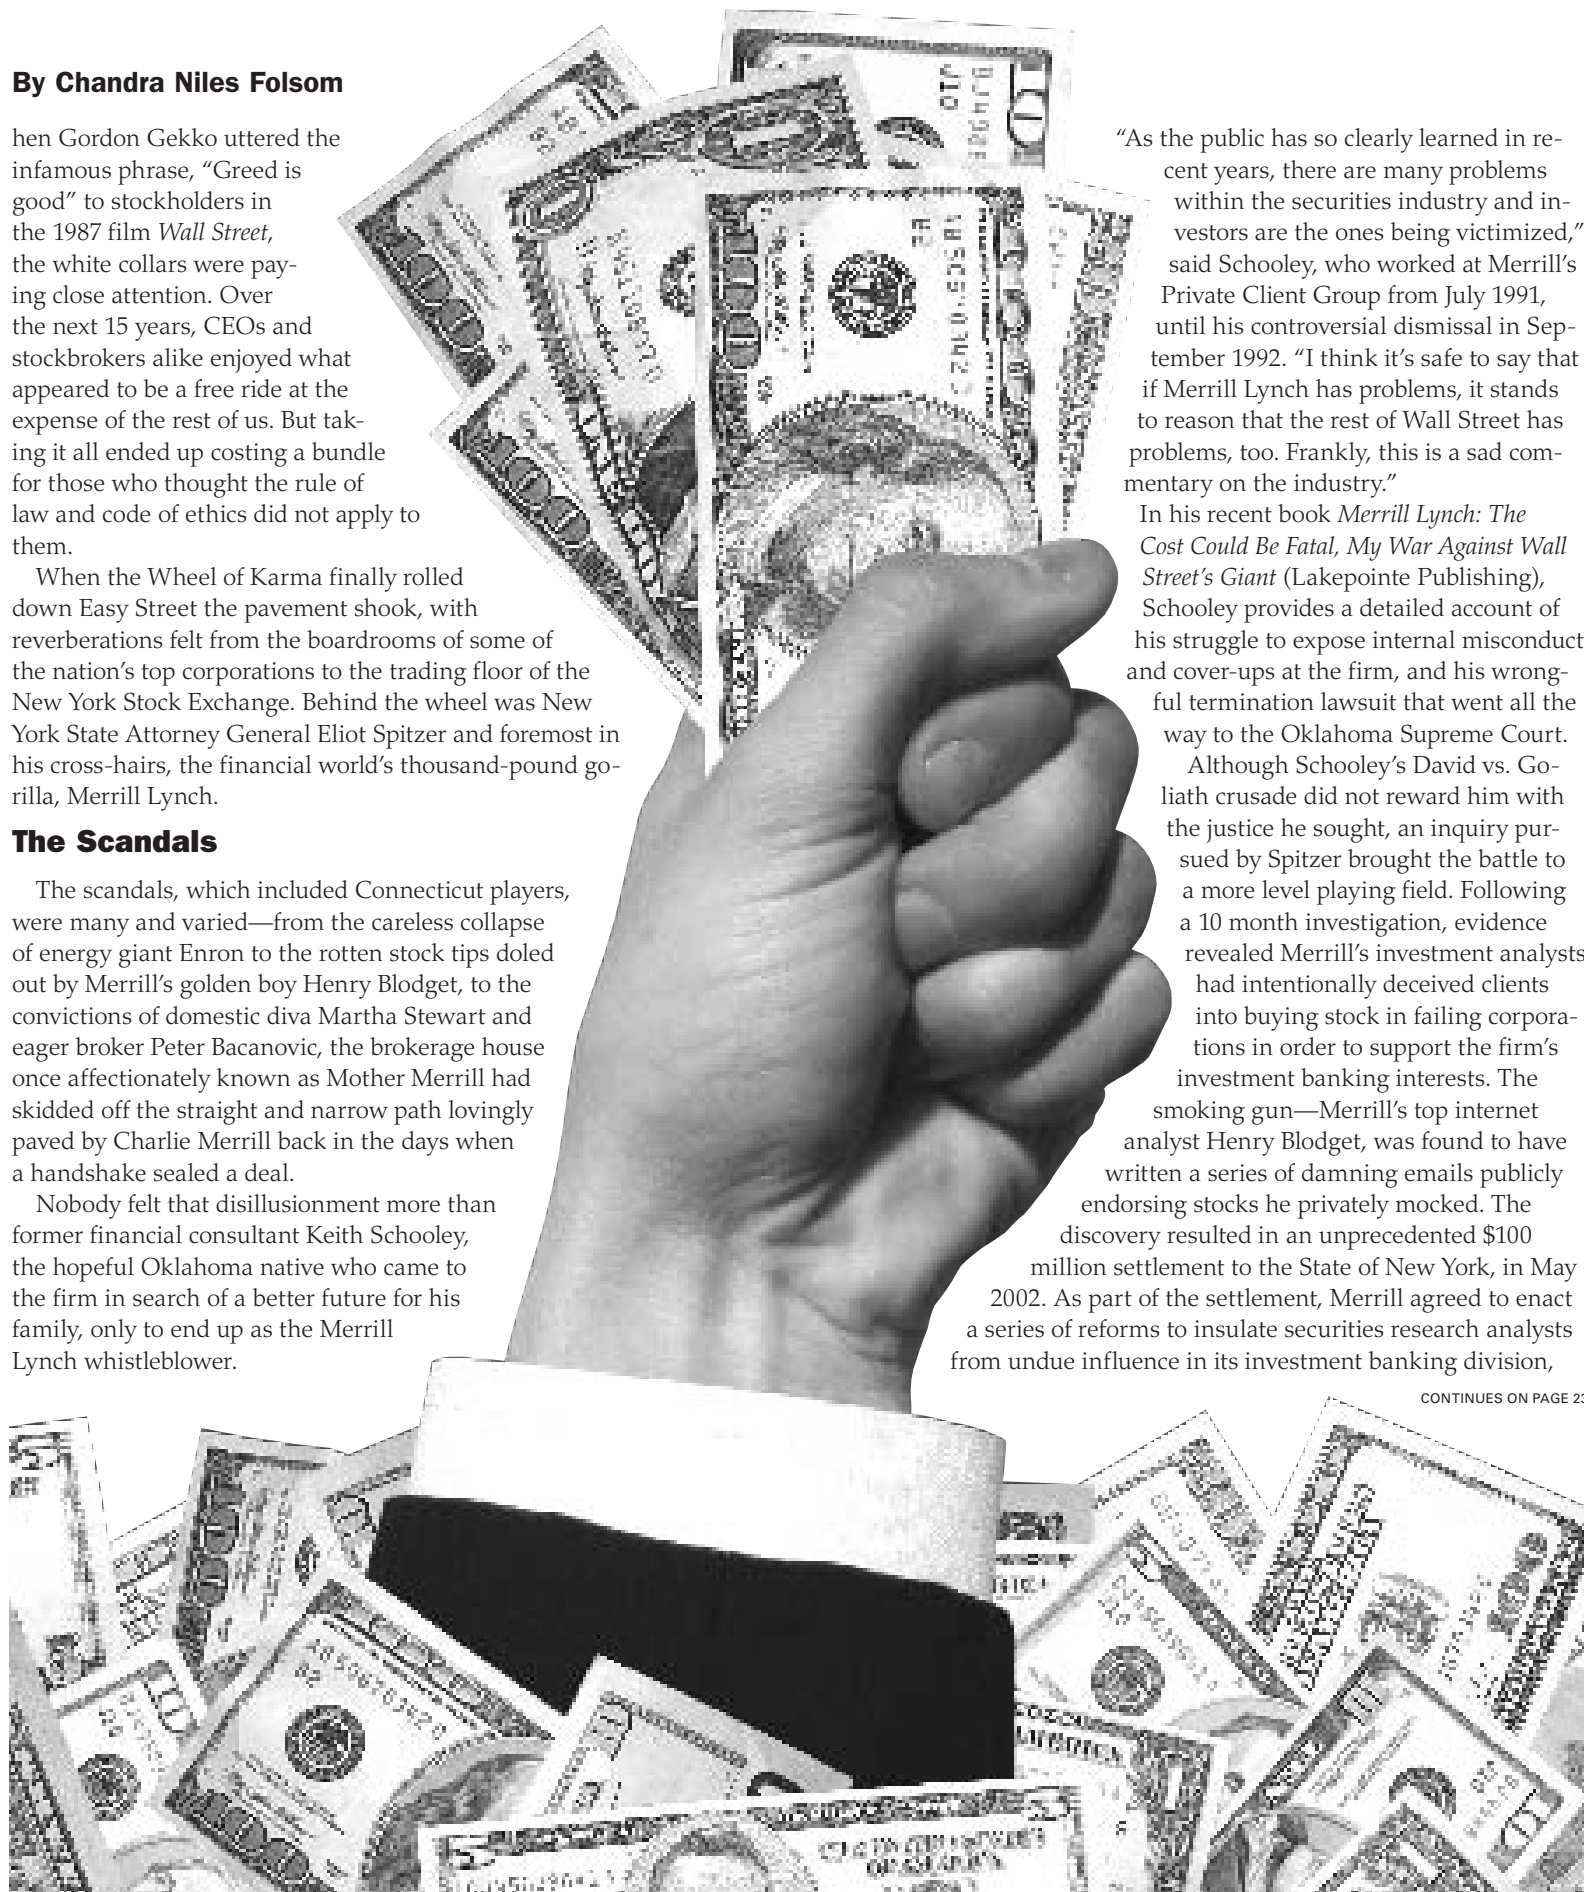 By Chandra Niles Folsom
hen Gordon Gekko uttered the
infamous phrase, “Greed is
good” to stockholders in
the 1987 film Wall Street,
the white collars were pay-
ing close attention. Over
the next 15 years, CEOs and
stockbrokers alike enjoyed what
appeared to be a free ride at the
expense of the rest of us. But tak-
ing it all ended up costing a bundle
for those who thought the rule of
law and code of ethics did not apply to
them.
When the Wheel of Karma finally rolled
down Easy Street the pavement shook, with
reverberations felt from the boardrooms of some of
the nation’s top corporations to the trading floor of the
New York Stock Exchange. Behind the wheel was New
York State Attorney General Eliot Spitzer and foremost in
his cross-hairs, the financial world’s thousand-pound go-
rilla, Merrill Lynch.
The Scandals
The scandals, which included Connecticut players,
were many and varied—from the careless collapse
of energy giant Enron to the rotten stock tips doled
out by Merrill’s golden boy Henry Blodget, to the
convictions of domestic diva Martha Stewart and
eager broker Peter Bacanovic, the brokerage house
once affectionately known as Mother Merrill had
skidded off the straight and narrow path lovingly
paved by Charlie Merrill back in the days when
a handshake sealed a deal.
Nobody felt that disillusionment more than
former financial consultant Keith Schooley,
the hopeful Oklahoma native who came to
the firm in search of a better future for his
family, only to end up as the Merrill
Lynch whistleblower.
“As the public has so clearly learned in re-
cent years, there are many problems
within the securities industry and in-
vestors are the ones being victimized,”
said Schooley, who worked at Merrill’s
Private Client Group from July 1991,
until his controversial dismissal in Sep-
tember 1992. “I think it’s safe to say that
if Merrill Lynch has problems, it stands
to reason that the rest of Wall Street has
problems, too. Frankly, this is a sad com-
mentary on the industry.”
In his recent book Merrill Lynch: The
Cost Could Be Fatal, My War Against Wall
Street’s Giant (Lakepointe Publishing),
Schooley provides a detailed account of
his struggle to expose internal misconduct
and cover-ups at the firm, and his wrong-
ful termination lawsuit that went all the
way to the Oklahoma Supreme Court.
Although Schooley’s David vs. Go-
liath crusade did not reward him with
the justice he sought, an inquiry pur-
sued by Spitzer brought the battle to
a more level playing field. Following
a 10 month investigation, evidence
revealed Merrill’s investment analysts
had intentionally deceived clients
into buying stock in failing corpora-
tions in order to support the firm’s
investment banking interests. The
smoking gun—Merrill’s top internet
analyst Henry Blodget, was found to have
written a series of damning emails publicly
endorsing stocks he privately mocked. The
discovery resulted in an unprecedented $100
million settlement to the State of New York, in May
2002. As part of the settlement, Merrill agreed to enact
a series of reforms to insulate securities research analysts
from undue influence in its investment banking division,
CONTINUES ON PAGE 23